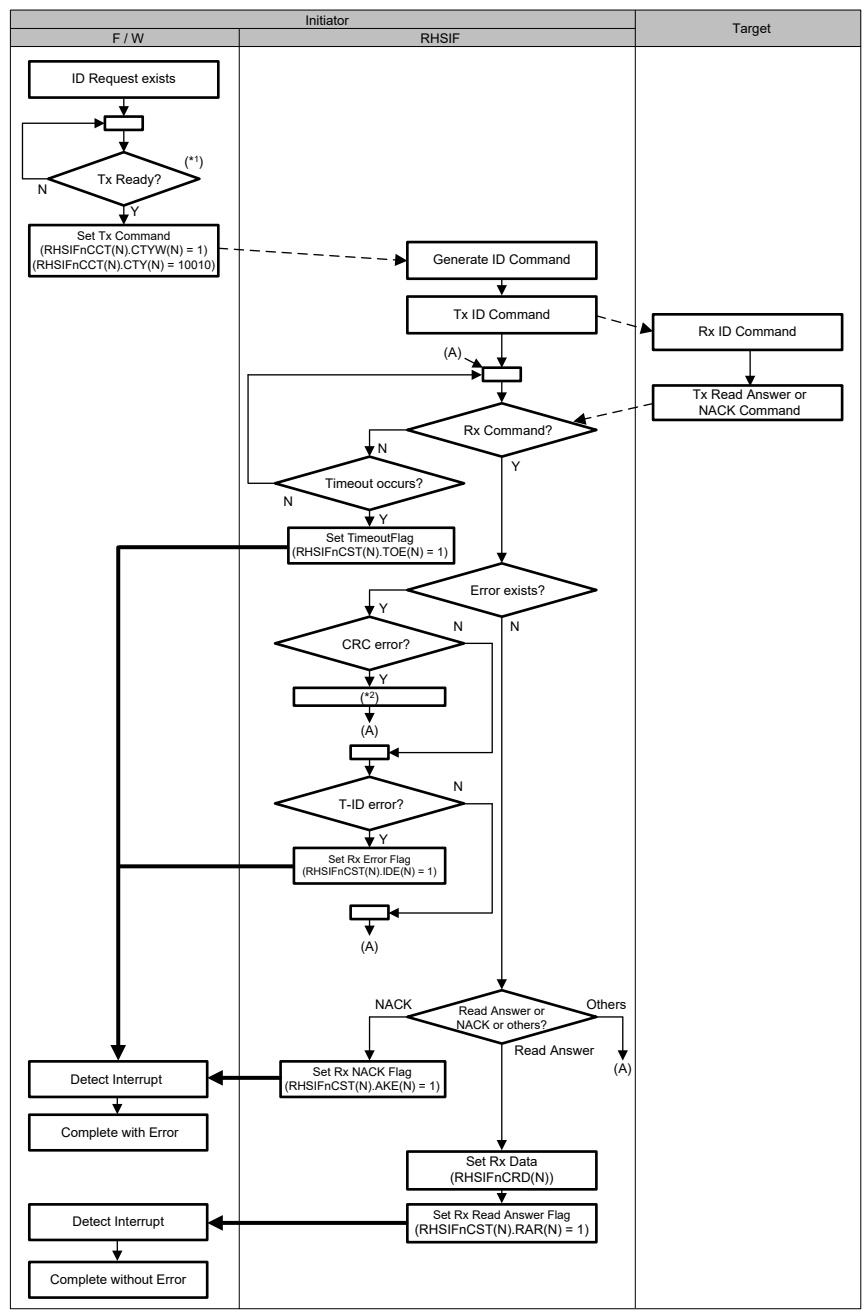 Initiator
Target
F / W
RHSIF
ID Request exists
(*1)
Tx Ready?
N
Y
Set Tx Command
(RHSIFnCCT(N).CTYW(N) = 1)
(RHSIFnCCT(N).CTY(N) = 10010)
Generate ID Command
Tx ID Command
Rx ID Command
(A)
Tx Read Answer or
NACK Command
Rx Command?
N
Y
Timeout occurs?
N
Y
Set TimeoutFlag
(RHSIFnCST(N).TOE(N) = 1)
Error exists?
Y
N
N
CRC error?
Y
(*2)
(A)
N
T-ID error?
Y
Set Rx Error Flag
(RHSIFnCST(N).IDE(N) = 1)
(A)
NACK
Others
Read Answer or
NACK or others?
Read Answer
(A)
Detect Interrupt
Set Rx NACK Flag
(RHSIFnCST(N).AKE(N) = 1)
Complete with Error
Set Rx Data
(RHSIFnCRD(N))
Detect Interrupt
Set Rx Read Answer Flag
(RHSIFnCST(N).RAR(N) = 1)
Complete without Error